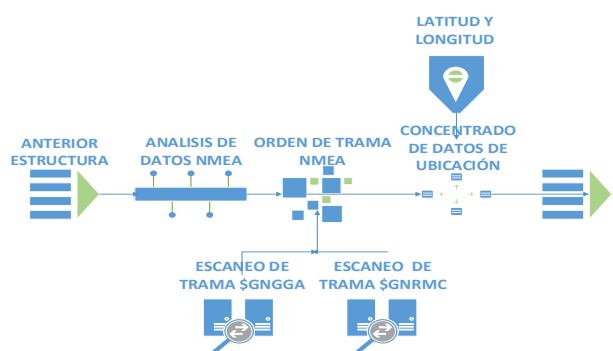 LATITUD Y
LONGITUD
ANTERIOR
ESTRUCTURA
ANALISIS DE
DATOS NMEA
ORDEN DE TRAMA
NMEA
CONCENTRADO
DE DATOS DE
UBICACIÓN
ESCANEO DE
TRAMA $GNGGA
ESCANEO DE
TRAMA $GNRMC